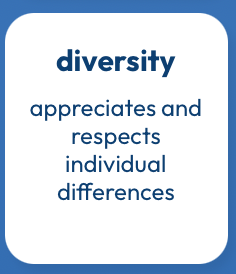 diversity
appreciates and
respects
individual
differences